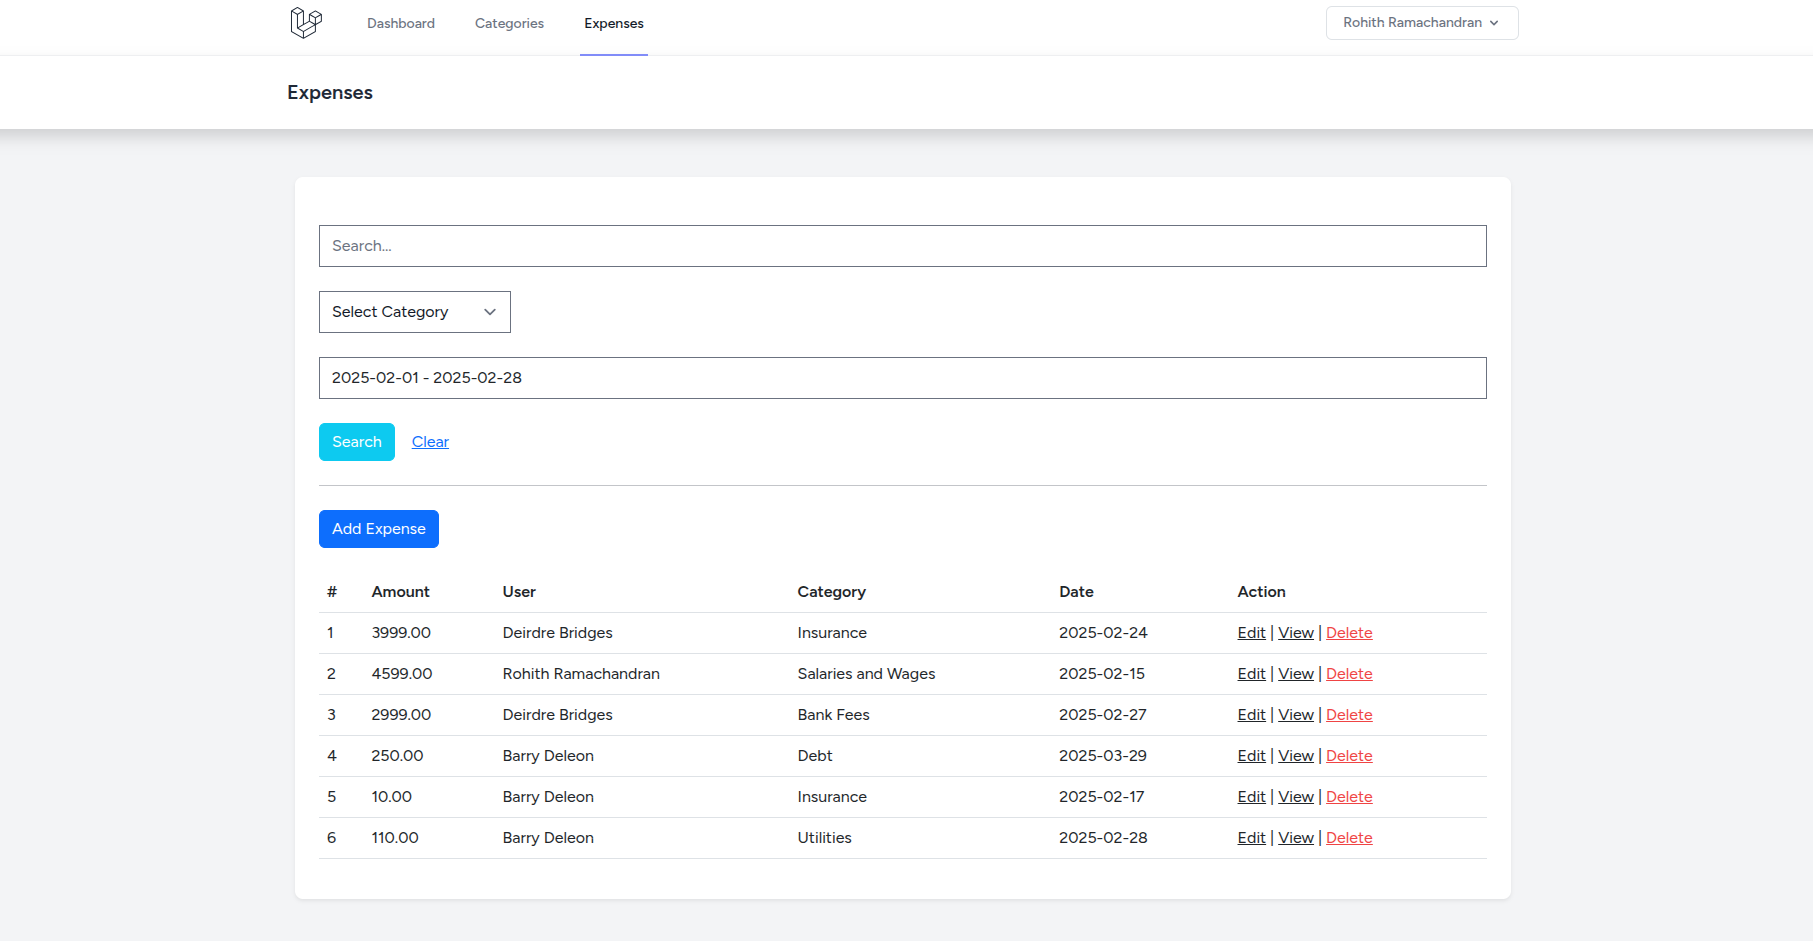 Dashboard Categories Expenses Rohith Ramachandran
Expenses
Search...
Select Category
2025-02-01 - 2025-02-28
Search Clear
Add Expense
# Amount User Category Date Action
1 3999.00 Deirdre Bridges Insurance 2025-02-24 Edit | View | Delete
2 4599.00 Rohith Ramachandran Salaries and Wages 2025-02-15 Edit | View | Delete
3 2999.00 Deirdre Bridges Bank Fees 2025-02-27 Edit | View | Delete
4 250.00 Barry Deleon Debt 2025-03-29 Edit | View | Delete
5 10.00 Barry Deleon Insurance 2025-02-17 Edit | View | Delete
6 110.00 Barry Deleon Utilities 2025-02-28 Edit | View | Delete